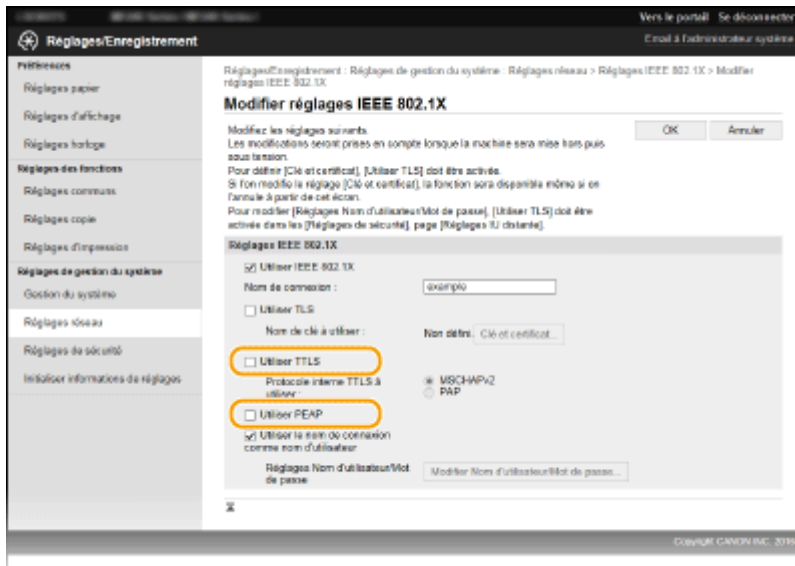 Vers le portail Se déconnecter
Réglages/Enregistrement
Email à l'administrateur système
Préférences
Réglages papier
Réglages d'affichage
Réglages horloge
Réglages des fonctions
Réglages communs
Réglages copie
Réglages d'impression
Réglages de gestion du système
Gestion du système
Réglages réseau
Réglages de sécurité
Initialiser informations de réglages
Réglages/Enregistrement : Réglages de gestion du système : Réglages réseau > Réglages IEEE 802.1X > Modifier
réglages IEEE 802.1X
Modifier réglages IEEE 802.1X
Modifiez les réglages suivants.
Les modifications seront prises en compte lorsque la machine sera mise hors puis
sous tension.
Pour définir [Clé et certificat], [Utiliser TLS] doit être activée.
Si l'on modifie le réglage [Clé et certificat], la fonction sera disponible même si on
l'annule à partir de cet écran.
Pour modifier [Réglages Nom d'utilisateur/Mot de passe], [Utiliser TLS] doit être
activée dans les [Réglages de sécurité], page [Réglages IU distante].
OK Annuler
Réglages IEEE 802.1X
Utiliser IEEE 802.1X
Nom de connexion : example
Utiliser TLS
Nom de clé à utiliser : Non défini. Clé et certificat...
Utiliser TTLS
Protocole interne TTLS à
utiliser :
MSCHAPv2
PAP
Utiliser PEAP
Utiliser le nom de connexion
comme nom d'utilisateur
Réglages Nom d'utilisateur/Mot
de passe
Modifier Nom d'utilisateur/Mot de passe...
Copyright CANON INC. 2016